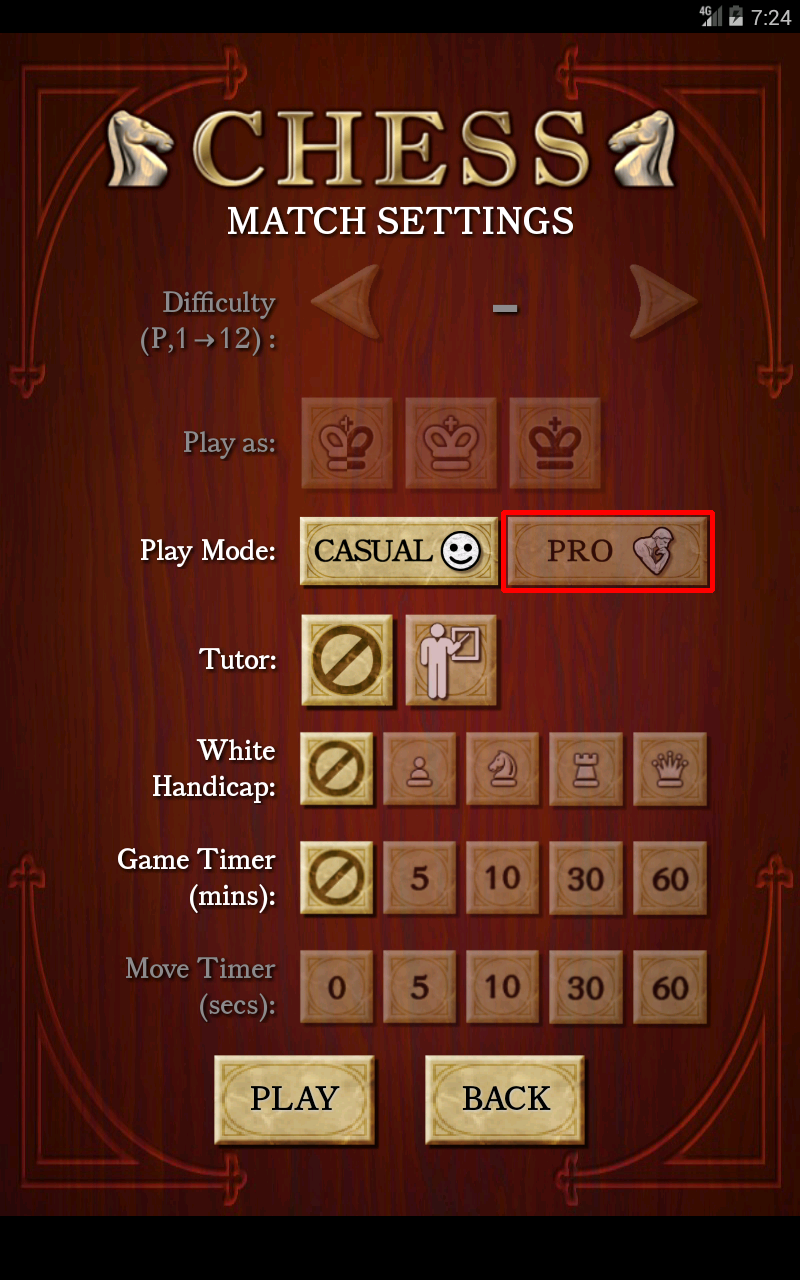 4G 7:24
CHESS
MATCH SETTINGS
Difficulty
(P,1→12) :
–
Play as:
Play Mode: CASUAL PRO
Tutor:
White
Handicap:
Game Timer
(mins): 5 10 30 60
Move Timer
(secs): 0 5 10 30 60
PLAY BACK